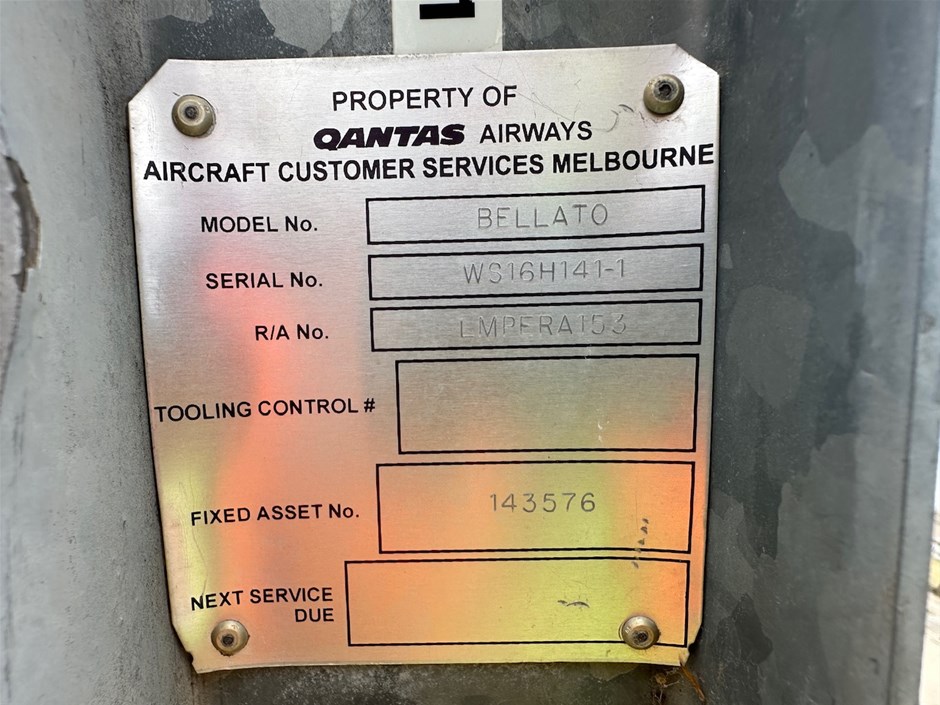 1
PROPERTY OF
QANTAS AIRWAYS
AIRCRAFT CUSTOMER SERVICES MELBOURNE
MODEL No. BELLATO
SERIAL No. WS16H141-1
R/A No. LMPERA153
TOOLING CONTROL #
FIXED ASSET No. 143576
NEXT SERVICE
DUE